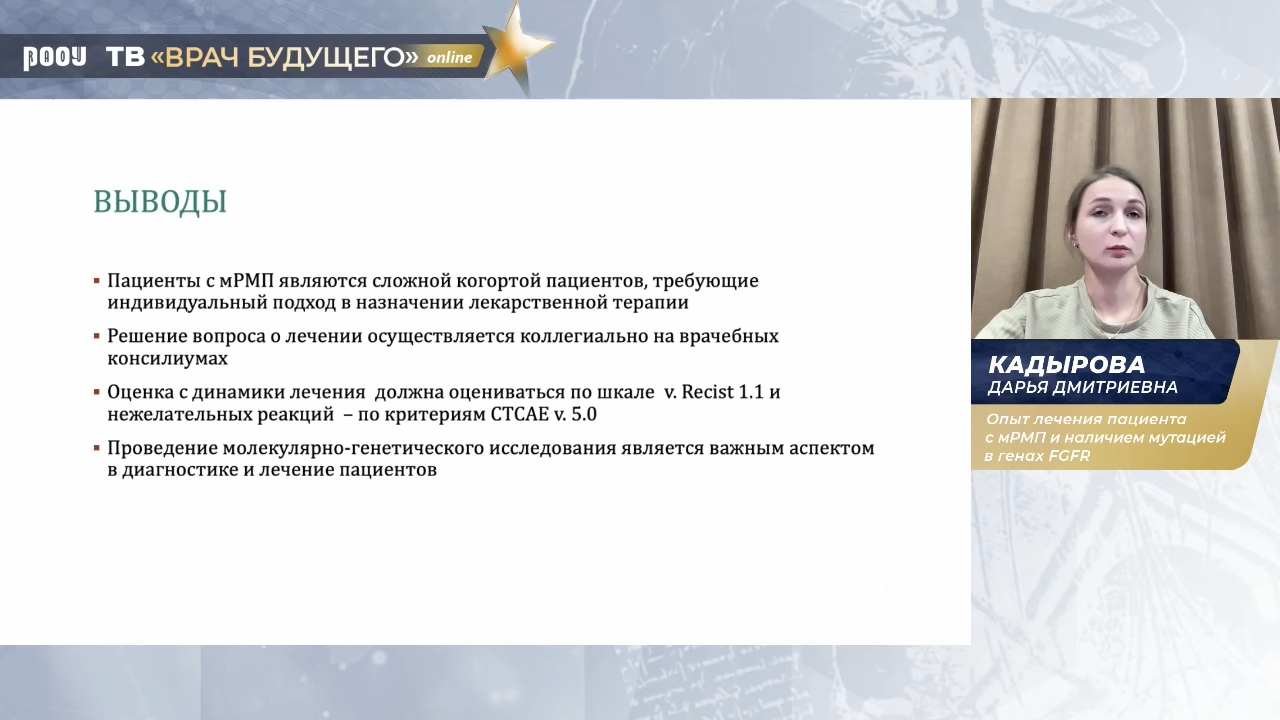 РООУ ТВ «ВРАЧ БУДУЩЕГО» online
ВЫВОДЫ
▪ Пациенты с мРМП являются сложной когортой пациентов, требующие
индивидуальный подход в назначении лекарственной терапии
▪ Решение вопроса о лечении осуществляется коллегиально на врачебных
консилиумах
▪ Оценка с динамики лечения должна оцениваться по шкале v. Recist 1.1 и
нежелательных реакций – по критериям CTCAE v. 5.0
▪ Проведение молекулярно-генетического исследования является важным аспектом
в диагностике и лечение пациентов
КАДЫРОВА
ДАРЬЯ ДМИТРИЕВНА
Опыт лечения пациента
с мРМП и наличием мутацией
в генах FGFR